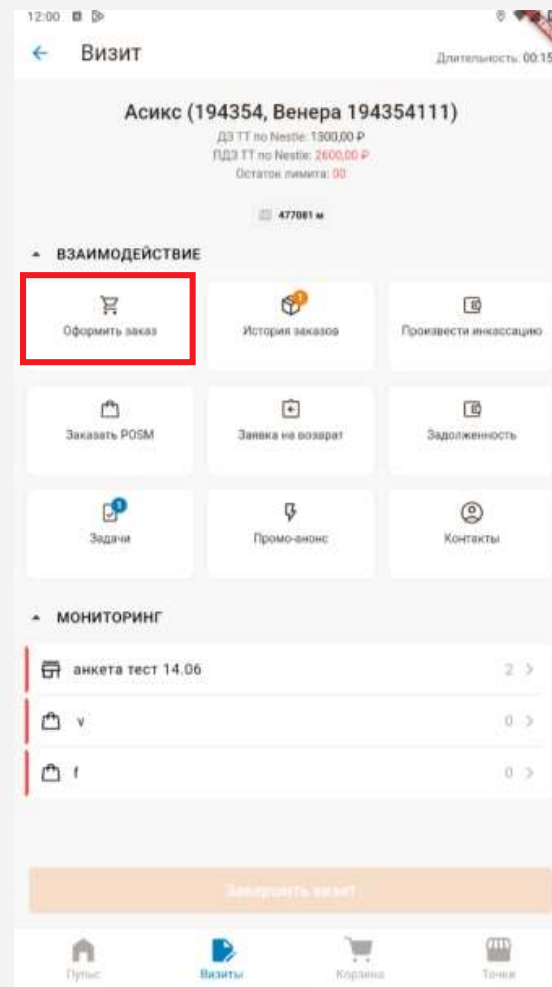 12:00
Визит
Длительность: 00:15
Асикс (194354, Венера 194354111)
ДЗ ТТ по Nestle: 1300,00 ₽
ПДЗ ТТ по Nestle: 2600,00 ₽
Остаток лимита: 00
477081 м
ВЗАИМОДЕЙСТВИЕ
Оформить заказ
1
История заказов
Произвести инкассацию
Заказать POSM
Заявка на возврат
Задолженность
Задачи
Промо-анонс
Контакты
МОНИТОРИНГ
анкета тест 14.06
2
v
0
f
0
Завершить визит
Пульс
Визиты
Корзина
Точки